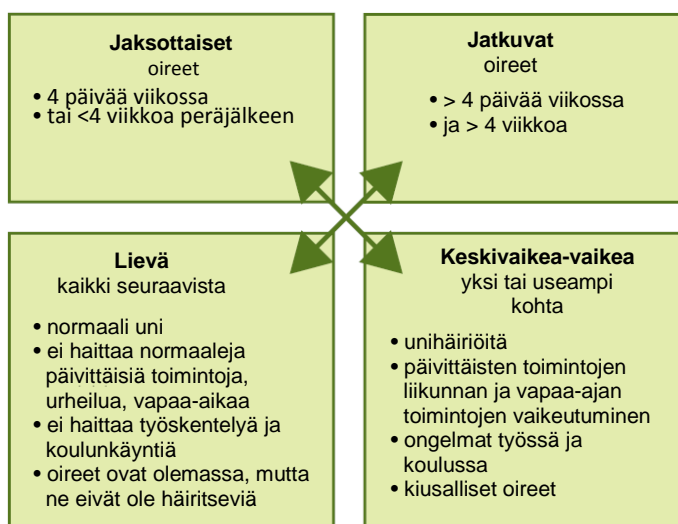 Jaksottaiset
oireet
• 4 päivää viikossa
• tai <4 viikkoa peräjälkeen
Jatkuvat
oireet
• > 4 päivää viikossa
• ja > 4 viikkoa
Lievä
kaikki seuraavista
• normaali uni
• ei haittaa normaaleja
päivittäisiä toimintoja,
urheilua, vapaa-aikaa
• ei haittaa työskentelyä ja
koulunkäyntiä
• oireet ovat olemassa, mutta
ne eivät ole häiritseviä
Keskivaikea-vaikea
yksi tai useampi
kohta
• unihäiriöitä
• päivittäisten toimintojen
liikunnan ja vapaa-ajan
toimintojen vaikeutuminen
• ongelmat työssä ja
koulussa
• kiusalliset oireet